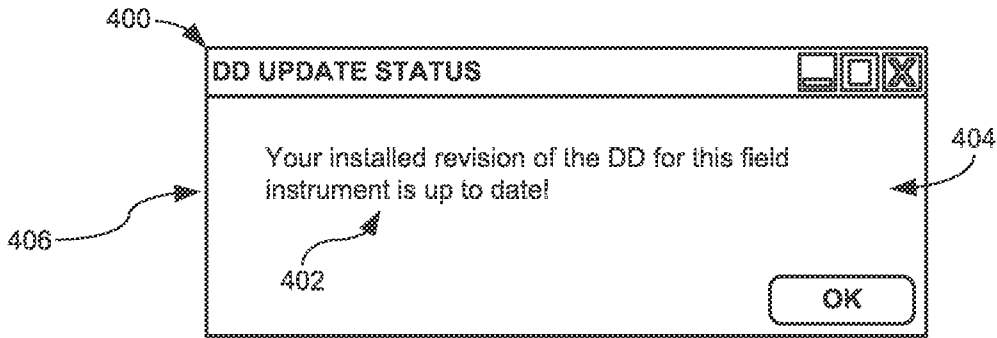 400
DD UPDATE STATUS
Your installed revision of the DD for this field
instrument is up to date!
404
406
402
OK